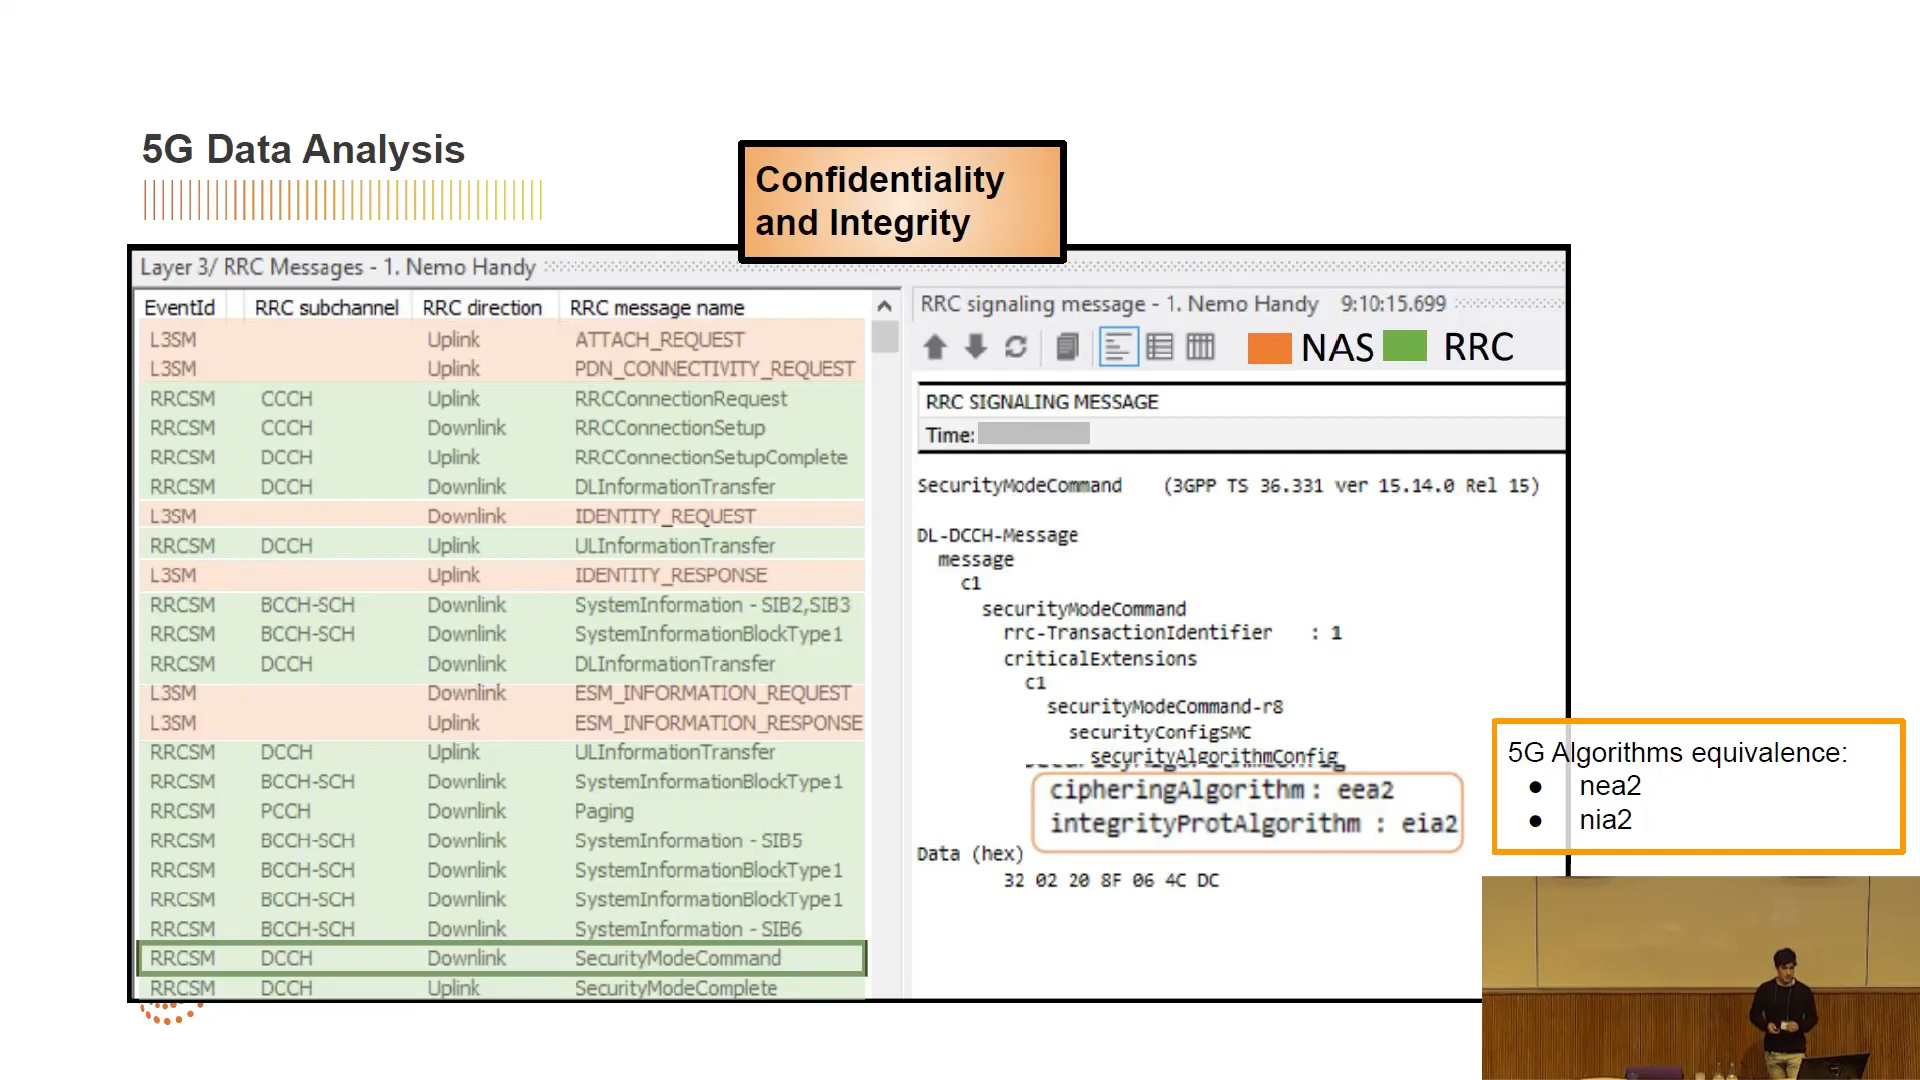 5G Data Analysis
Confidentiality
and Integrity
Layer 3/ RRC Messages - 1. Nemo Handy
EventId RRC subchannel RRC direction RRC message name
L3SM Uplink ATTACH_REQUEST
L3SM Uplink PDN_CONNECTIVITY_REQUEST
RRCSM CCCH Uplink RRCConnectionRequest
RRCSM CCCH Downlink RRCConnectionSetup
RRCSM DCCH Uplink RRCConnectionSetupComplete
RRCSM DCCH Downlink DLInformationTransfer
L3SM Downlink IDENTITY_REQUEST
RRCSM DCCH Uplink ULInformationTransfer
L3SM Uplink IDENTITY_RESPONSE
RRCSM BCCH-SCH Downlink SystemInformation - SIB2,SIB3
RRCSM BCCH-SCH Downlink SystemInformationBlockType1
RRCSM DCCH Downlink DLInformationTransfer
L3SM Downlink ESM_INFORMATION_REQUEST
L3SM Uplink ESM_INFORMATION_RESPONSE
RRCSM DCCH Uplink ULInformationTransfer
RRCSM BCCH-SCH Downlink SystemInformationBlockType1
RRCSM PCCH Downlink Paging
RRCSM BCCH-SCH Downlink SystemInformation - SIB5
RRCSM BCCH-SCH Downlink SystemInformationBlockType1
RRCSM BCCH-SCH Downlink SystemInformationBlockType1
RRCSM BCCH-SCH Downlink SystemInformation - SIB6
RRCSM DCCH Downlink SecurityModeCommand
RRCSM DCCH Uplink SecurityModeComplete
RRC signaling message - 1. Nemo Handy 9:10:15.699
NAS RRC
RRC SIGNALING MESSAGE
Time:
SecurityModeCommand (3GPP TS 36.331 ver 15.14.0 Rel 15)
DL-DCCH-Message
message
c1
securityModeCommand
rrc-TransactionIdentifier : 1
criticalExtensions
c1
securityModeCommand-r8
securityConfigSMC
securityAlgorithmConfig
cipheringAlgorithm : eea2
integrityProtAlgorithm : eia2
Data (hex)
32 02 20 8F 06 4C DC
5G Algorithms equivalence:
● nea2
● nia2